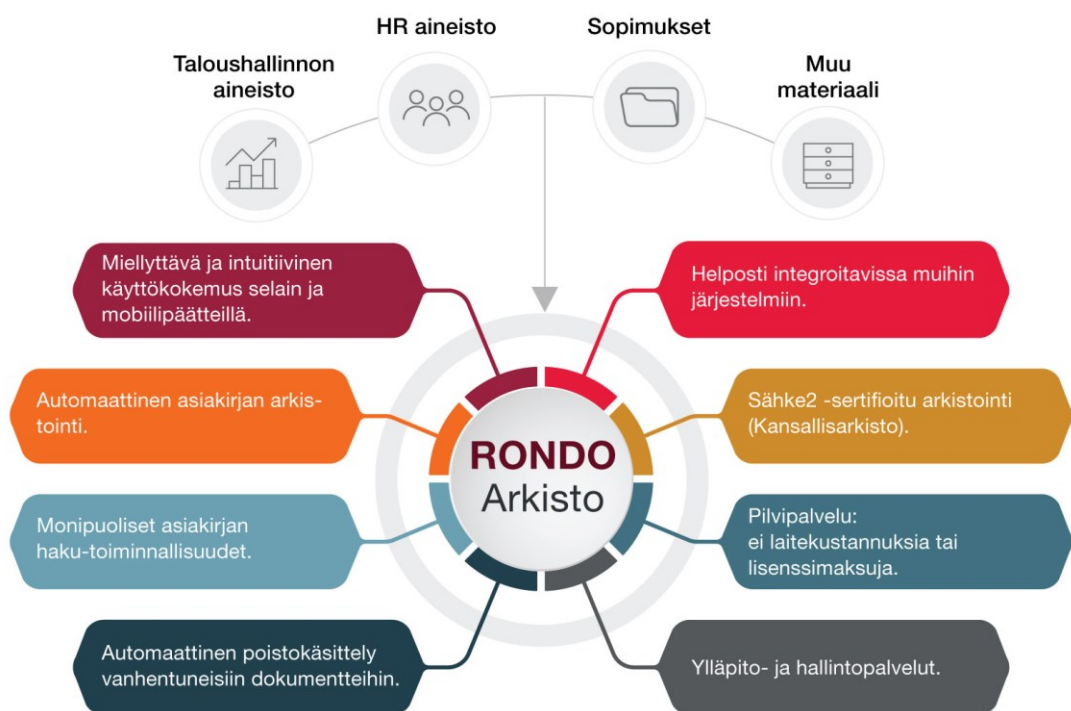 HR aineisto
Sopimukset
Taloushallinnon
aineisto
Muu
materiaali
Miellyttävä ja intuitiivinen
käyttökokemus selain ja
mobiilipäätteillä.
Helposti integroitavissa muihin
järjestelmiin.
Automaattinen asiakirjan arkis-
tointi.
Sähke2 -sertifioitu arkistointi
(Kansallisarkisto).
RONDO
Arkisto
Monipuoliset asiakirjan
haku-toiminnallisuudet.
Pilvipalvelu:
ei laitekustannuksia tai
lisenssimaksuja.
Automaattinen poistokäsittely
vanhentuneisiin dokumentteihin.
Ylläpito- ja hallintopalvelut.